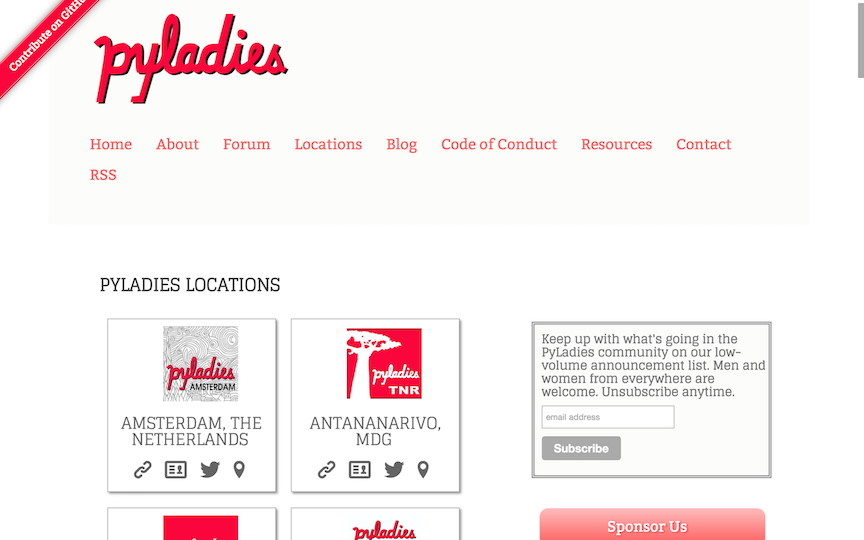 Contribute on GitH
pyladies
Home About Forum Locations Blog Code of Conduct Resources Contact
RSS
PYLADIES LOCATIONS
pyladies
AMSTERDAM
AMSTERDAM, THE
NETHERLANDS
pyladies
TNR
ANTANANARIVO,
MDG
Keep up with what's going in the
PyLadies community on our low-
volume announcement list. Men and
women from everywhere are
welcome. Unsubscribe anytime.
email address
Subscribe
pyladies
Sponsor Us